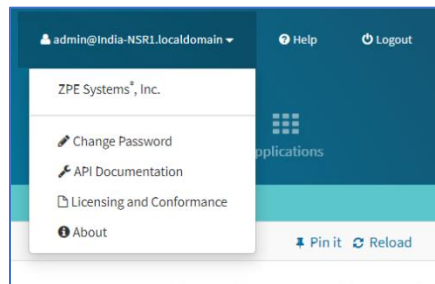 admin@India-NSR1.localdomain Help Logout
ZPE Systems®, Inc.
Change Password
pplications
API Documentation
Licensing and Conformance
About
Pin it Reload